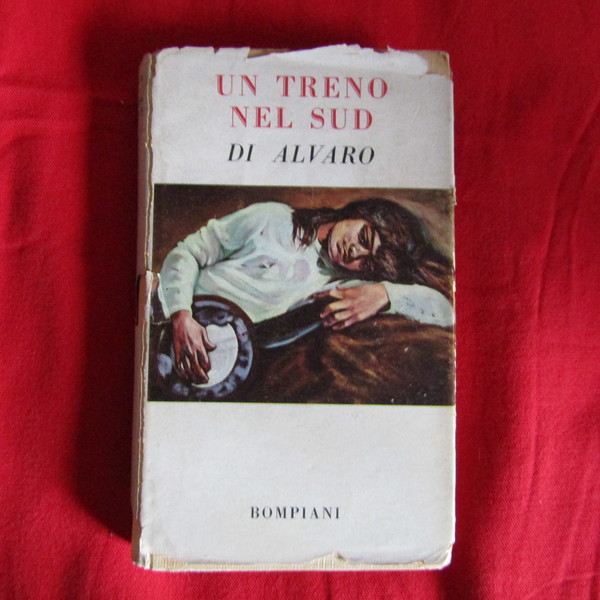 UN TRENO
NEL SUD
DI ALVARO
BOMPIANI